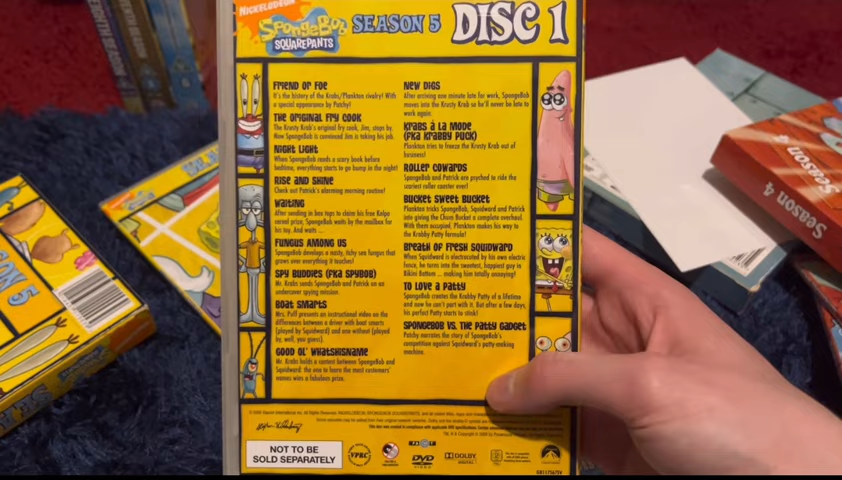 NICKELODEON
SpongeBob
SQUAREPANTS
SEASON 5
DISC 1
FRIEND OR FOE
It's the history of the Krabs/Plankton rivalry! With
a special appearance by Patchy!
THE ORIGINAL FRY COOK
The Krusty Krab's original fry cook, Jim, stops by.
Now SpongeBob is convinced Jim is taking his job.
NIGHT LIGHT
When SpongeBob reads a scary book before
bedtime, everything starts to go bump in the night!
RISE AND SHINE
Check out Patrick's alarming morning routine!
WAITING
After sending in box tops to claim his free Kelpo
cereal prize, SpongeBob waits by the mailbox for
his toy. And waits ...
FUNGUS AMONG US
SpongeBob develops a nasty, itchy sea fungus that
grows over everything it touches!
SPY BUDDIES (FKA SPYBOB)
Mr. Krabs sends SpongeBob and Patrick on an
undercover spying mission.
BOAT SMARTS
Mrs. Puff presents an instructional video on the
differences between a driver with boat smarts
(played by Squidward) and one without (played
by, well, you guess).
GOOD OL' WHATSHISNAME
Mr. Krabs holds a contest between SpongeBob and
Squidward: the one to learn the most customers'
names wins a fabulous prize.
NEW DIGS
After arriving one minute late for work, SpongeBob
moves into the Krusty Krab so he'll never be late to
work again.
KRABS À LA MODE
(FKA KRABBY PUCK)
Plankton tries to freeze the Krusty Krab out of
business!
ROLLER COWARDS
SpongeBob and Patrick are psyched to ride the
scariest roller coaster ever!
BUCKET SWEET BUCKET
Plankton tricks SpongeBob, Squidward and Patrick
into giving the Chum Bucket a complete overhaul.
With them occupied, Plankton makes his way to
the Krabby Patty formula!
BREATH OF FRESH SQUIDWARD
When Squidward is electrocuted by his own electric
fence, he turns into the sweetest, happiest guy in
Bikini Bottom ... making him totally annoying!
TO LOVE A PATTY
SpongeBob creates the Krabby Patty of a lifetime
and now he can't part with it. But after a few days,
his perfect Patty starts to stink!
SPONGEBOB VS. THE PATTY GADGET
Patchy narrates the story of SpongeBob's
competition against Squidward's patty-making
machine.
NOT TO BE
SOLD SEPARATELY
VPRC
DVD
VIDEO
DOLBY
DIGITAL
Season 4
SEASON 5